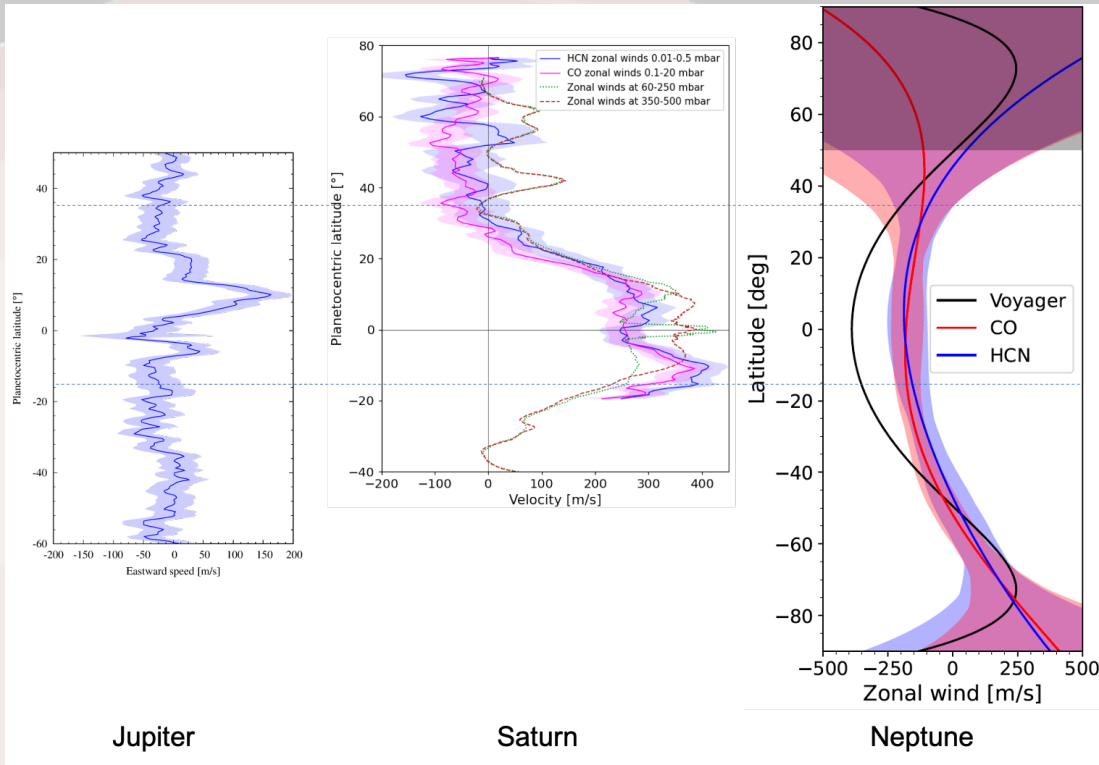 Planetocentric latitude [°]
40
20
0
-20
-40
-60
-200 -150 -100 -50 0 50 100 150 200
Eastward speed [m/s]
Jupiter
HCN zonal winds 0.01-0.5 mbar
CO zonal winds 0.1-20 mbar
Zonal winds at 60-250 mbar
Zonal winds at 350-500 mbar
Planetocentric latitude [°]
80
60
40
20
0
−20
−40
−200 −100 0 100 200 300 400
Velocity [m/s]
Saturn
Latitude [deg]
80
60
40
20
0
−20
−40
−60
−80
Voyager
CO
HCN
−500 −250 0 250 500
Zonal wind [m/s]
Neptune